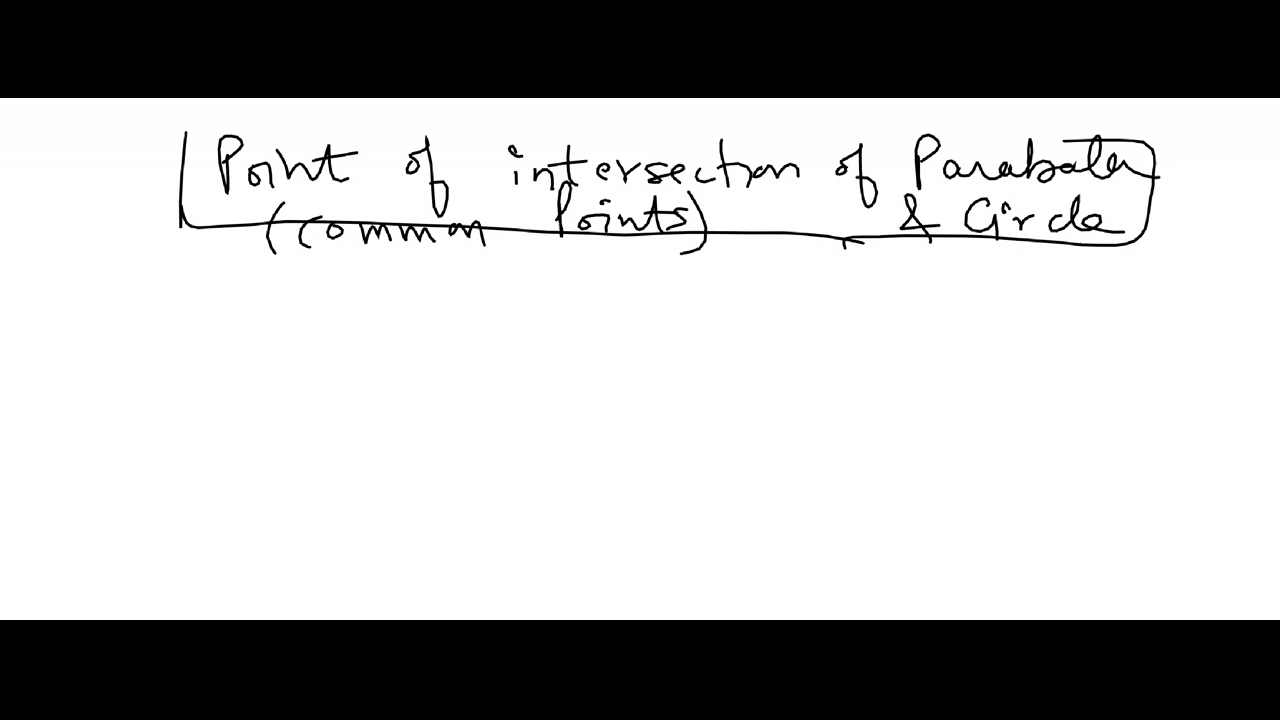 Point of intersection of Parabola
(common Points) & Circle